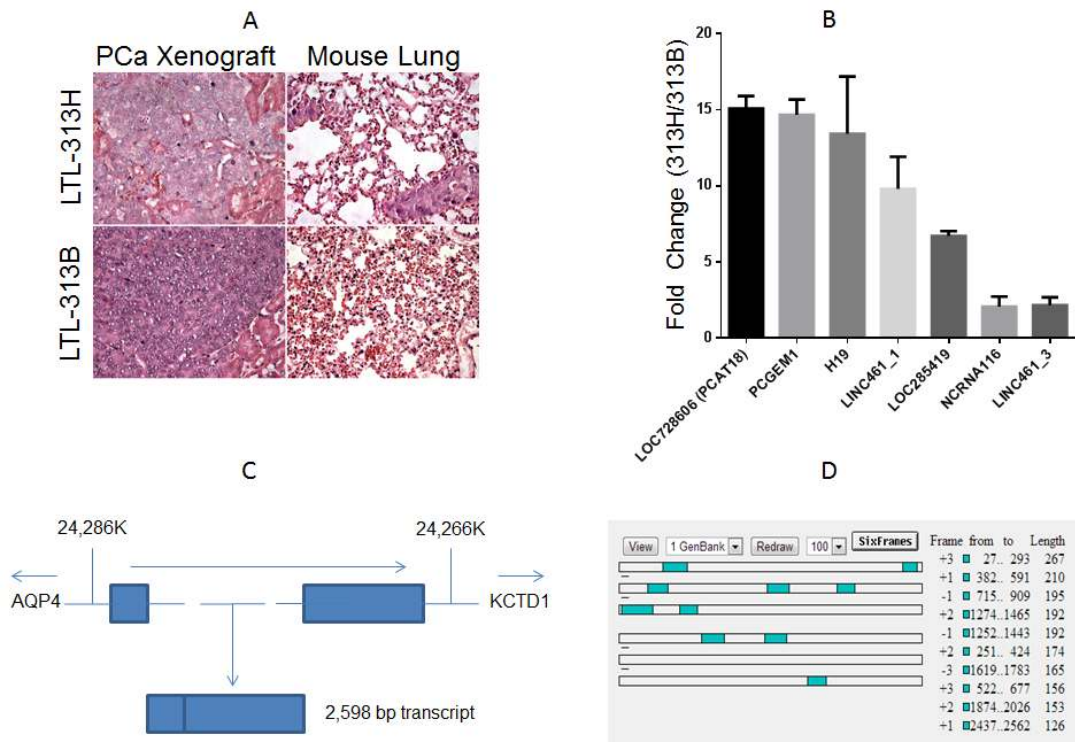 A
PCa Xenograft Mouse Lung
LTL-313H
LTL-313B
B
Fold Change (313H/313B)
20
15
10
5
0
LOC728606 (PCAT18)
PCGEM1
H19
LINC461_1
LOC285419
NCRNA116
LINC461_3
C
24,286K 24,266K
AQP4 KCTD1
2,598 bp transcript
D
View 1 GenBank Redraw 100 SixFrames
Frame from to Length
+3 27.. 293 267
+1 382.. 591 210
-1 715.. 909 195
+2 1274..1465 192
-1 1252..1443 192
+2 251.. 424 174
-3 1619..1783 165
+3 522.. 677 156
+2 1874..2026 153
+1 2437..2562 126